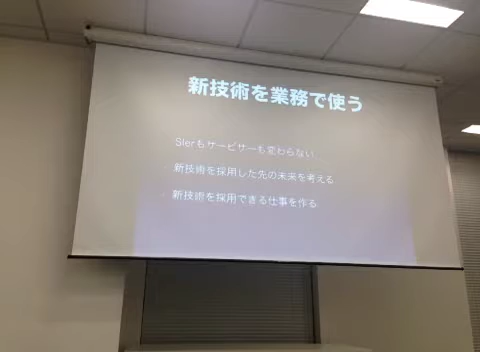 新技術を業務で使う
SIerもサービサーも変わらない
新技術を採用した先の未来を考える
新技術を採用できる仕事を作る